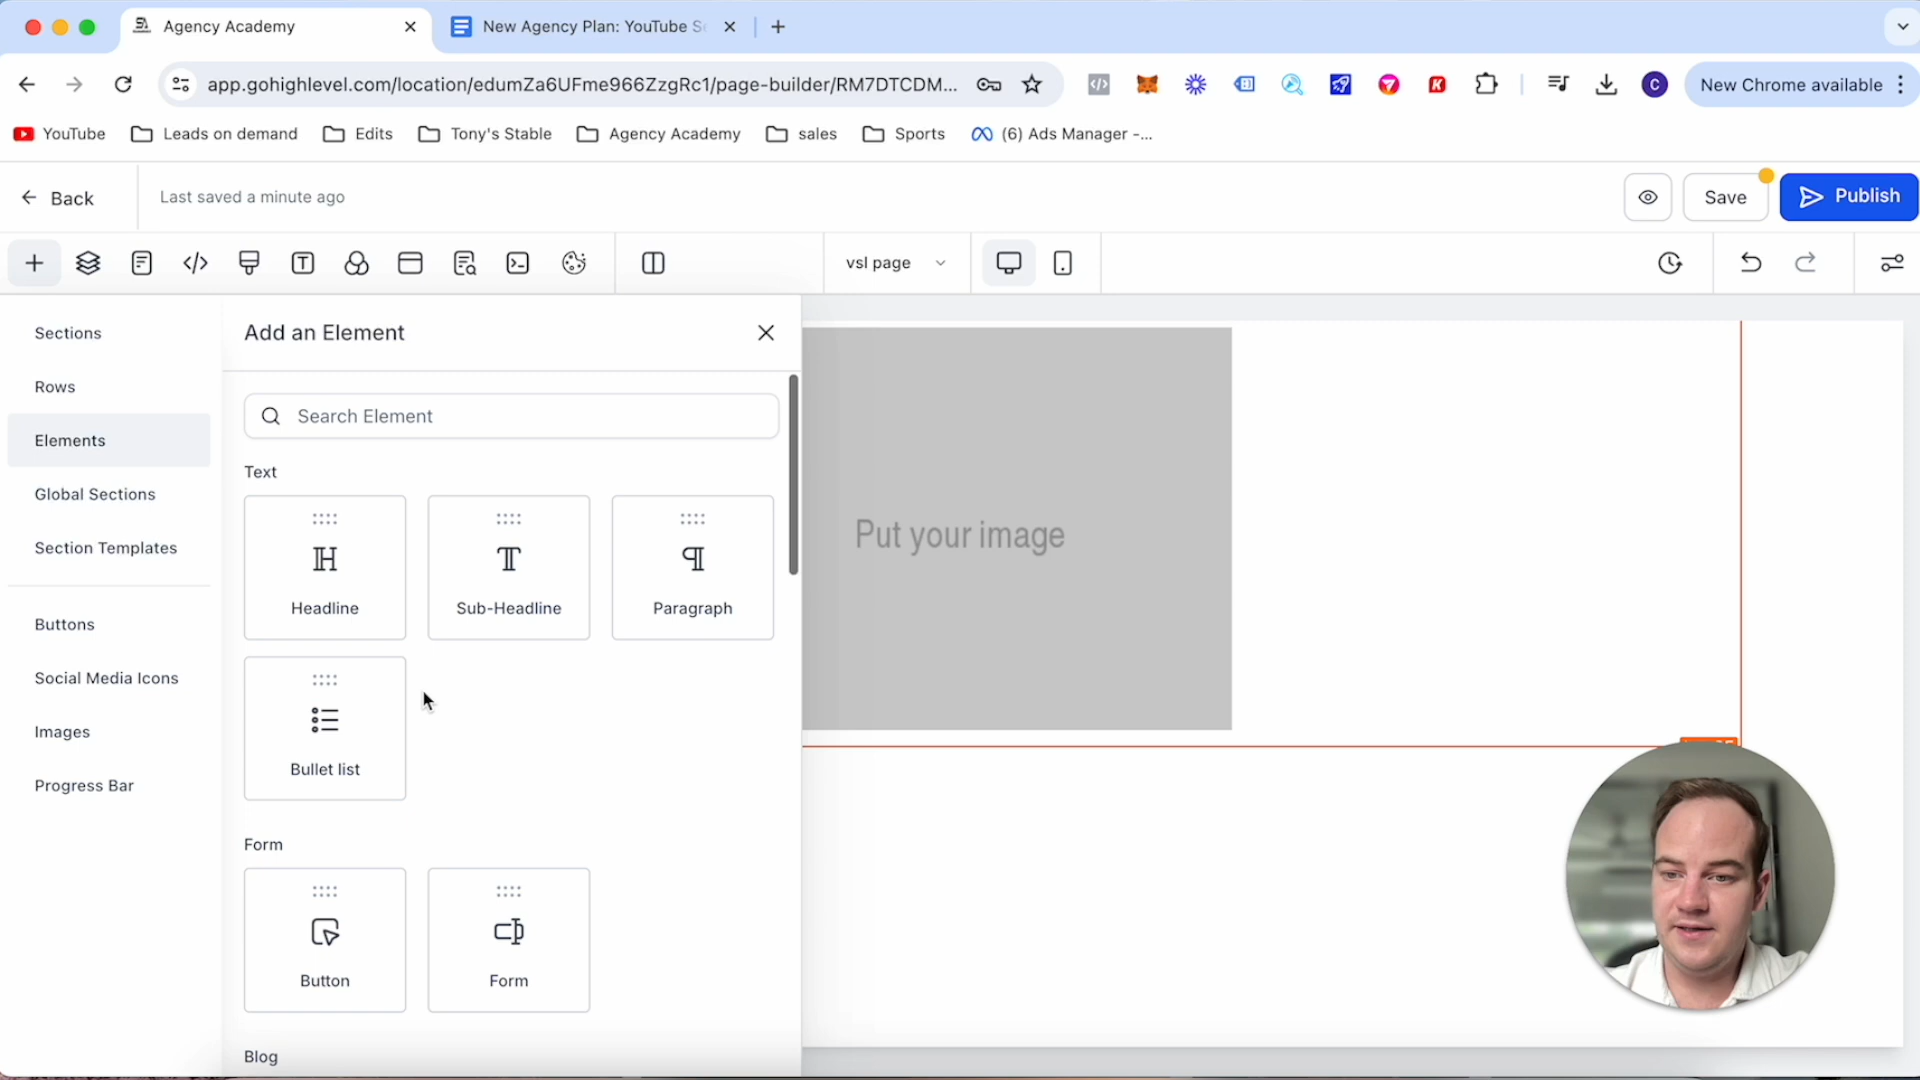 Agency Academy
New Agency Plan: YouTube S
app.gohighlevel.com/location/edumZa6UFme966ZzgRc1/page-builder/RM7DTCDM...
New Chrome available
YouTube
Leads on demand
Edits
Tony's Stable
Agency Academy
sales
Sports
(6) Ads Manager -...
Back
Last saved a minute ago
Save
Publish
vsl page
Sections
Rows
Elements
Global Sections
Section Templates
Buttons
Social Media Icons
Images
Progress Bar
Add an Element
Search Element
Text
Headline
Sub-Headline
Paragraph
Bullet list
Form
Button
Form
Blog
Put your image